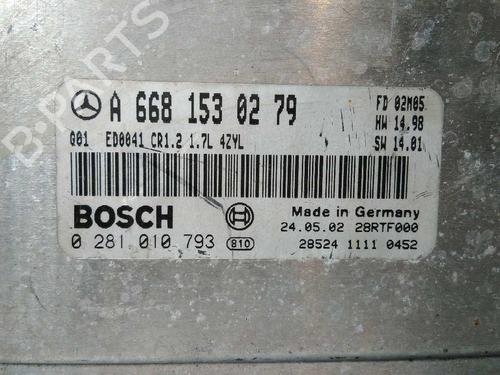 A 668 153 02 79
FD 02M05
HW 14.98
G01 ED0041 CR1.2 1.7L 4ZYL
SW 14.01
BOSCH
Made in Germany
0 281 010 793 810
24.05.02 28RTF000
28524 1111 0452
B-PARTS